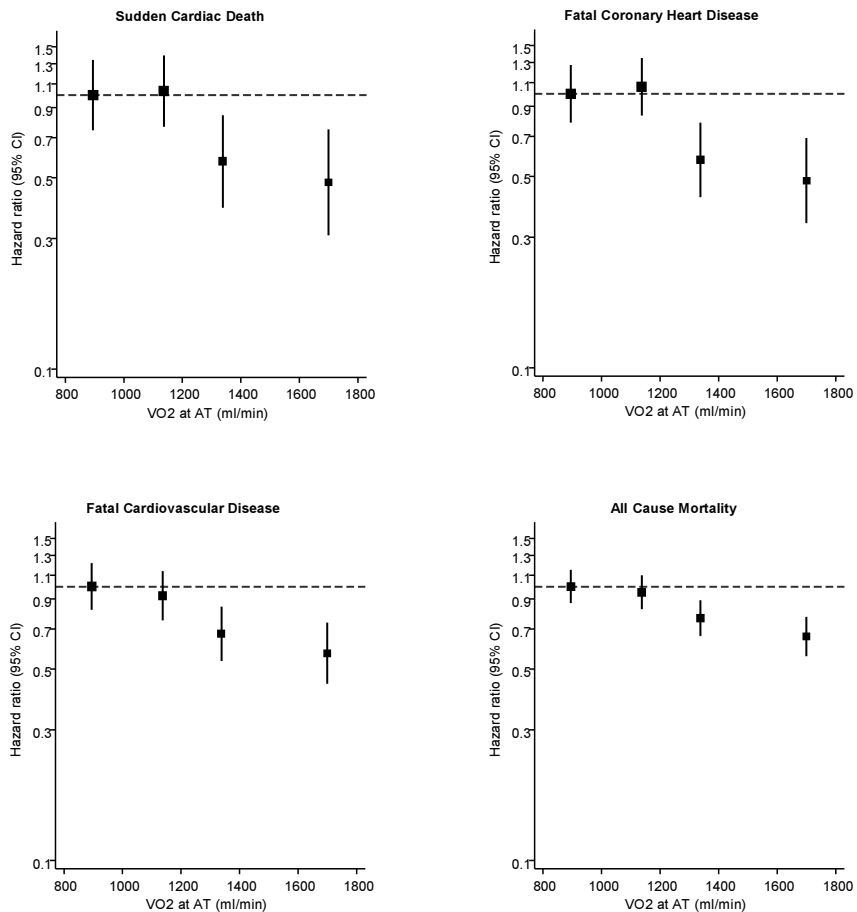 Sudden Cardiac Death
Hazard ratio (95% CI)
1.5
1.3
1.1
0.9
0.7
0.5
0.3
0.1
800 1000 1200 1400 1600 1800
VO2 at AT (ml/min)
Fatal Coronary Heart Disease
Hazard ratio (95% CI)
1.5
1.3
1.1
0.9
0.7
0.5
0.3
0.1
800 1000 1200 1400 1600 1800
VO2 at AT (ml/min)
Fatal Cardiovascular Disease
Hazard ratio (95% CI)
1.5
1.3
1.1
0.9
0.7
0.5
0.3
0.1
800 1000 1200 1400 1600 1800
VO2 at AT (ml/min)
All Cause Mortality
Hazard ratio (95% CI)
1.5
1.3
1.1
0.9
0.7
0.5
0.3
0.1
800 1000 1200 1400 1600 1800
VO2 at AT (ml/min)